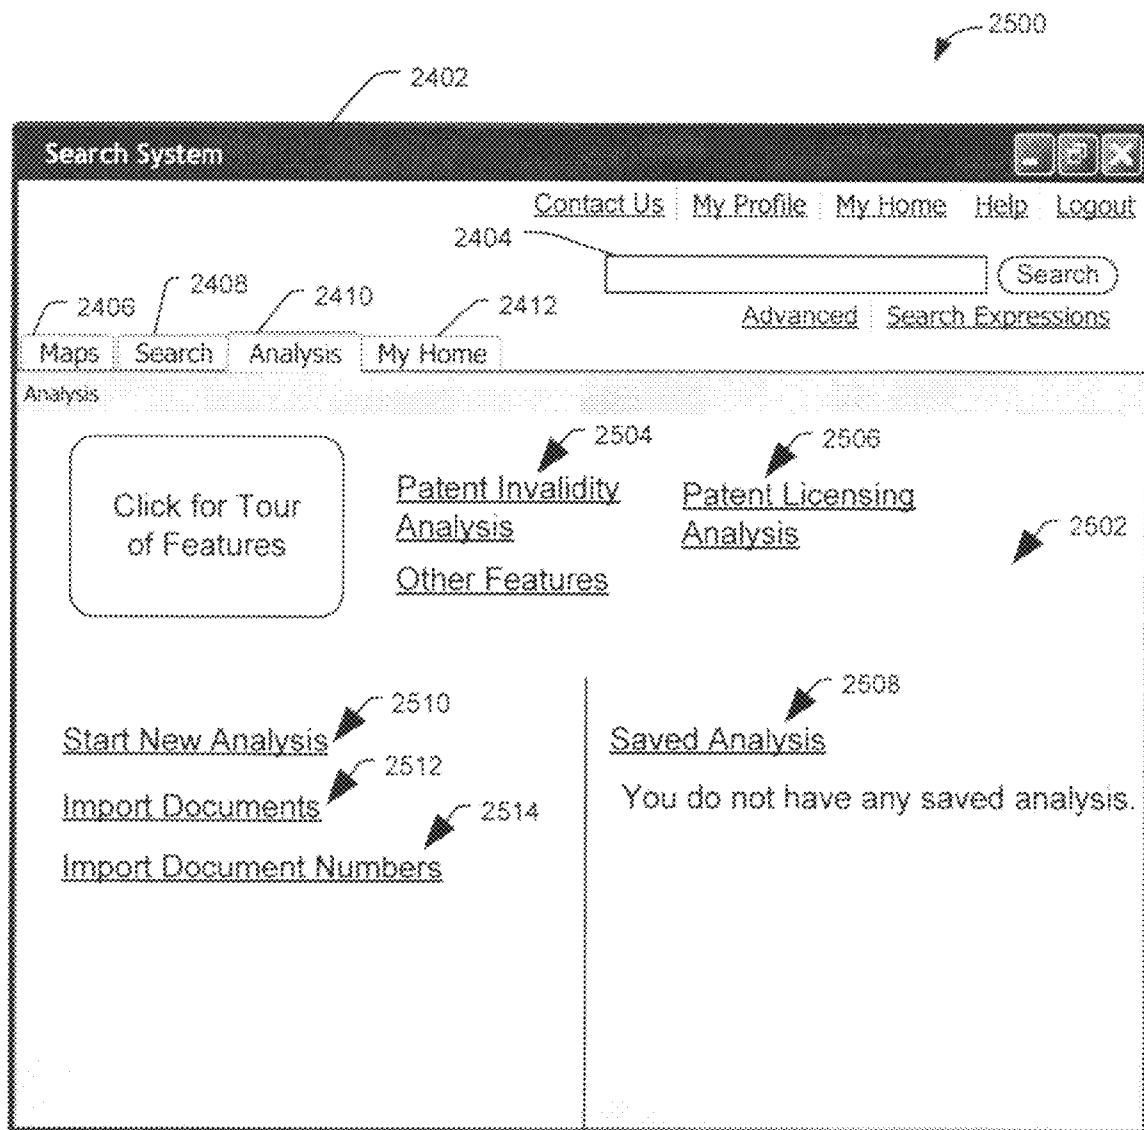 2500
2402
Search System
Contact Us My Profile My Home Help Logout
2404
Search
2406 2408 2410 2412
Advanced Search Expressions
Maps Search Analysis My Home
Analysis
2504 2506
Click for Tour
of Features
Patent Invalidity
Analysis
Patent Licensing
Analysis
2502
Other Features
2510 2508
Start New Analysis Saved Analysis
2512
Import Documents You do not have any saved analysis.
2514
Import Document Numbers